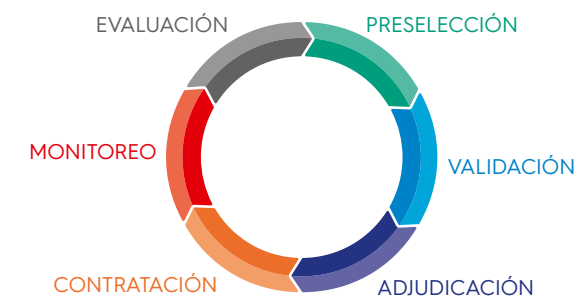 EVALUACIÓN
PRESELECCIÓN
MONITOREO
VALIDACIÓN
CONTRATACIÓN
ADJUDICACIÓN